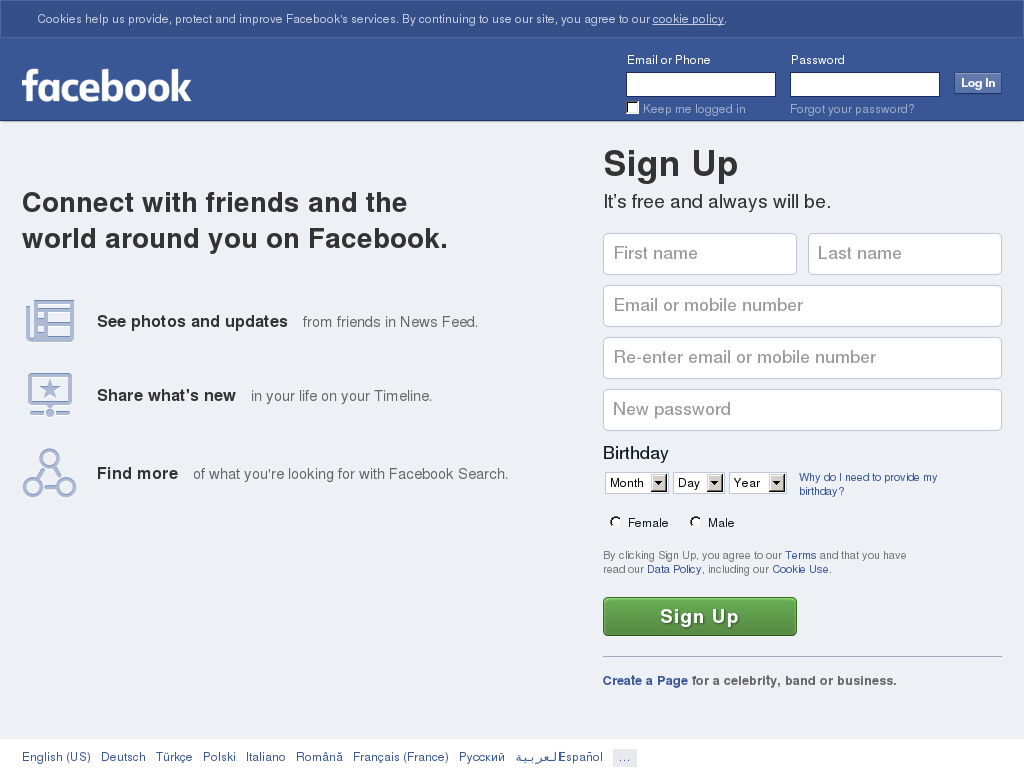 Cookies help us provide, protect and improve Facebook's services. By continuing to use our site, you agree to our cookie policy.
facebook
Email or Phone
Password
Log In
Keep me logged in
Forgot your password?
Connect with friends and the
world around you on Facebook.
See photos and updates from friends in News Feed.
Share what's new in your life on your Timeline.
Find more of what you're looking for with Facebook Search.
Sign Up
It's free and always will be.
First name
Last name
Email or mobile number
Re-enter email or mobile number
New password
Birthday
Month Day Year
Why do I need to provide my
birthday?
Female Male
By clicking Sign Up, you agree to our Terms and that you have
read our Data Policy, including our Cookie Use.
Sign Up
Create a Page for a celebrity, band or business.
English (US) Deutsch Türkçe Polski Italiano Română Français (France) Русский العربية Español ...